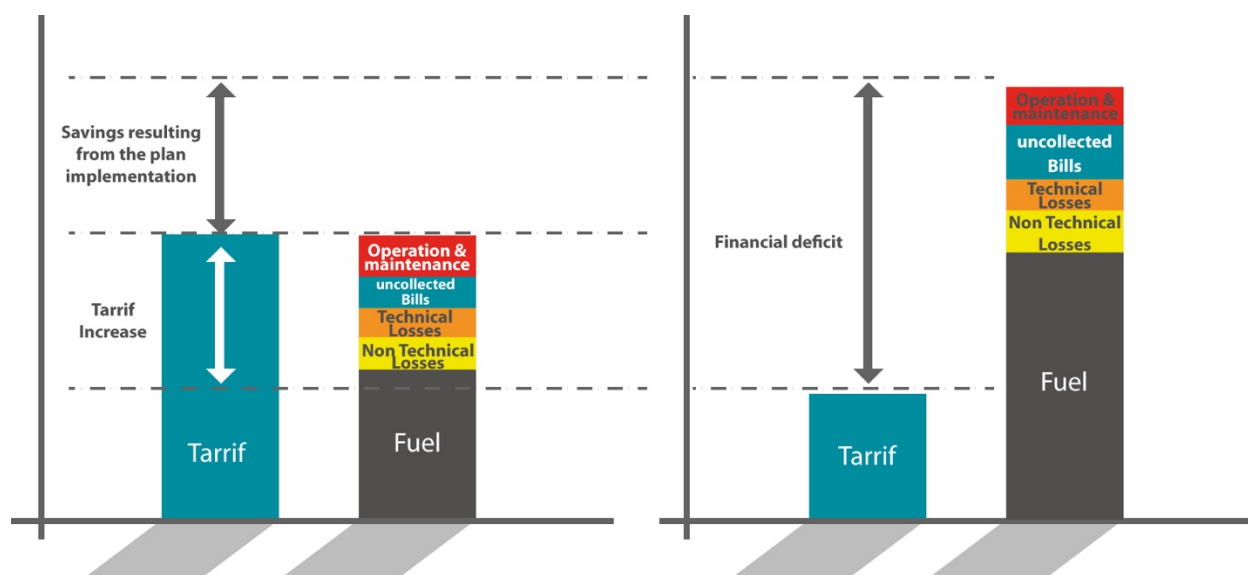 Savings resulting
from the plan
implementation
Tarrif
Increase
Tarrif
Operation &
maintenance
uncollected
Bills
Technical
Losses
Non Technical
Losses
Fuel
Financial deficit
Tarrif
Operation &
maintenance
uncollected
Bills
Technical
Losses
Non Technical
Losses
Fuel